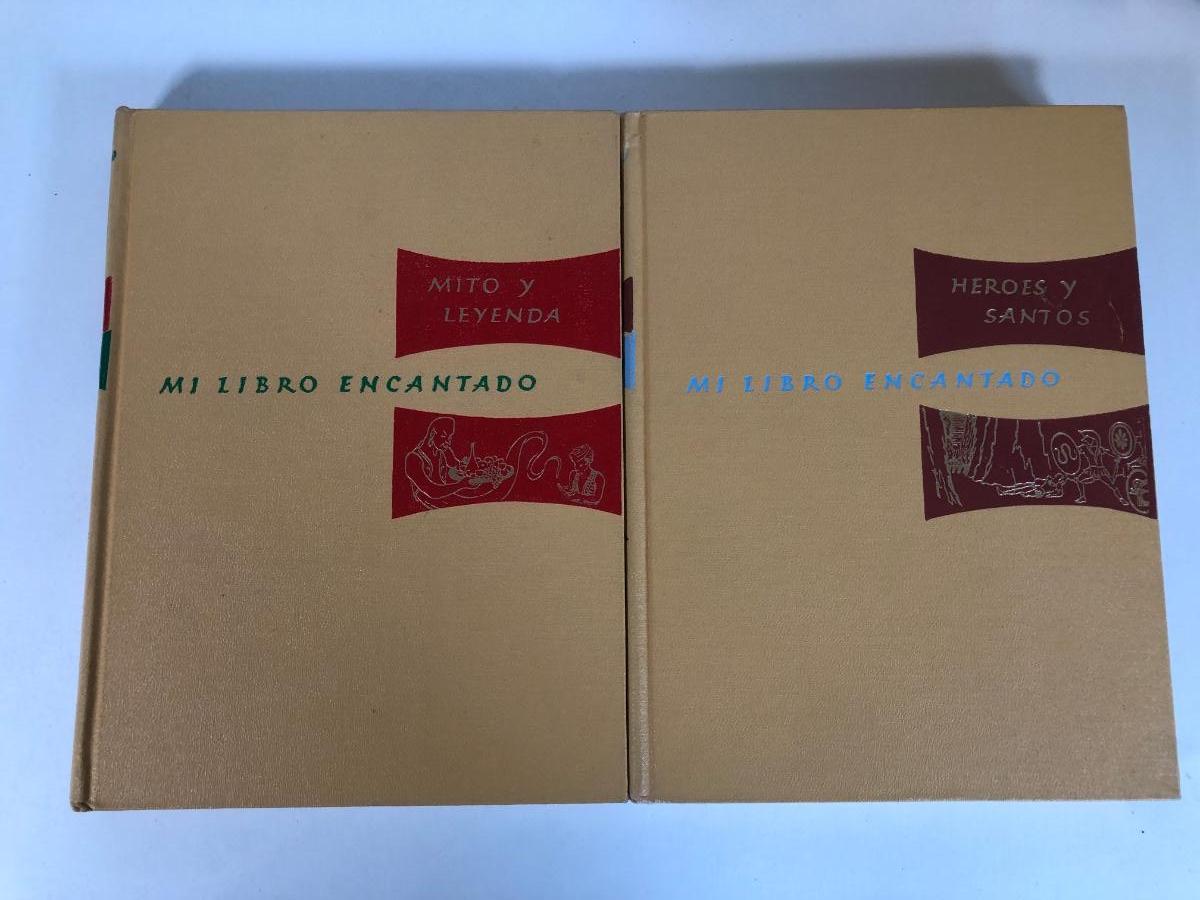 MITO Y
LEYENDA
MI LIBRO ENCANTADO
HEROES Y
SANTOS
MI LIBRO ENCANTADO